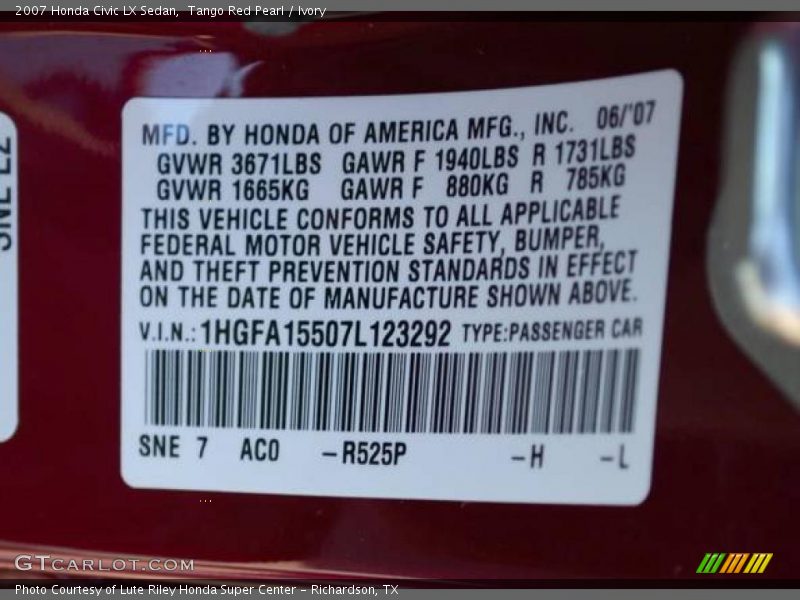 2007 Honda Civic LX Sedan, Tango Red Pearl / Ivory
MFD. BY HONDA OF AMERICA MFG., INC. 06/'07
GVWR 3671LBS GAWR F 1940LBS R 1731LBS
GVWR 1665KG GAWR F 880KG R 785KG
THIS VEHICLE CONFORMS TO ALL APPLICABLE
FEDERAL MOTOR VEHICLE SAFETY, BUMPER,
AND THEFT PREVENTION STANDARDS IN EFFECT
ON THE DATE OF MANUFACTURE SHOWN ABOVE.
V.I.N.: 1HGFA15507L123292 TYPE:PASSENGER CAR
SNE 7 AC0 -R525P -H -L
SNE L2
GTCARLOT.COM
Photo Courtesy of Lute Riley Honda Super Center - Richardson, TX